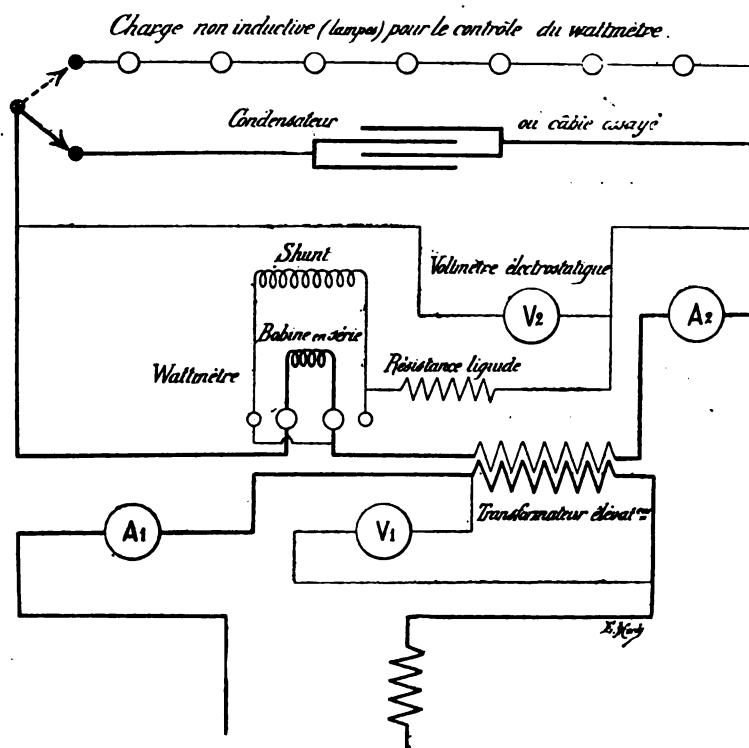 Charge non inductive (lampes) pour le contrôle du wattmètre.
Condensateur
ou câble essayé
Shunt
Voltmètre électrostatique
V2
A2
Bobine en série
Wattmètre
Résistance liquide
A1
V1
Transformateur élévat.eur